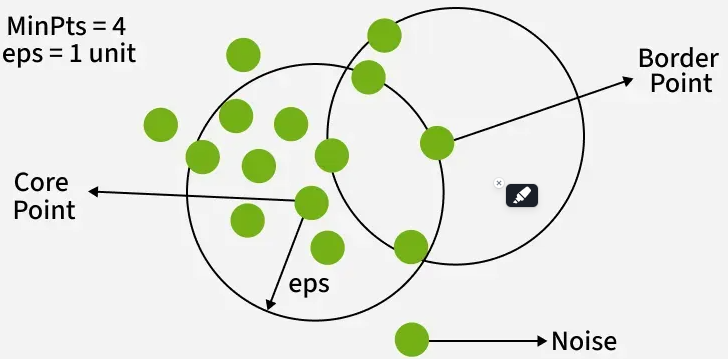 MinPts = 4
eps = 1 unit
Border
Point
Core
Point
eps
Noise